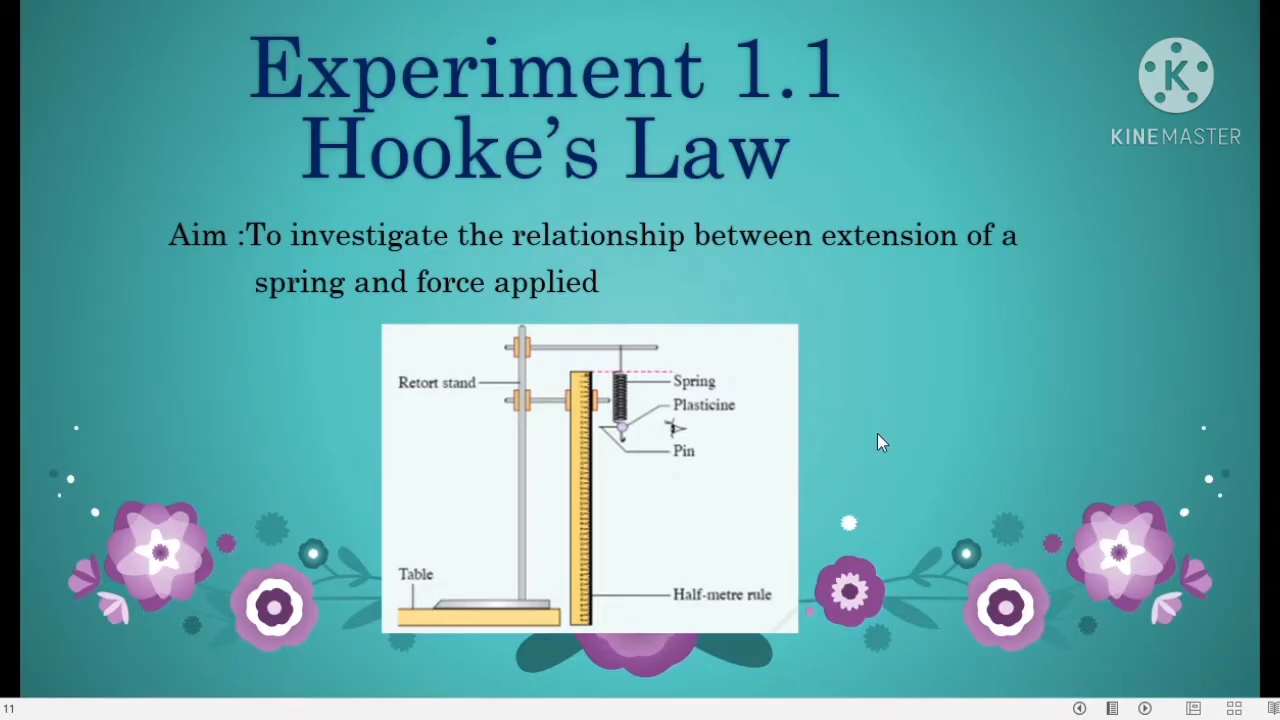 Experiment 1.1
Hooke's Law
K
KINEMASTER
Aim :To investigate the relationship between extension of a
spring and force applied
Retort stand
Spring
Plasticine
Pin
Table
Half-metre rule
11